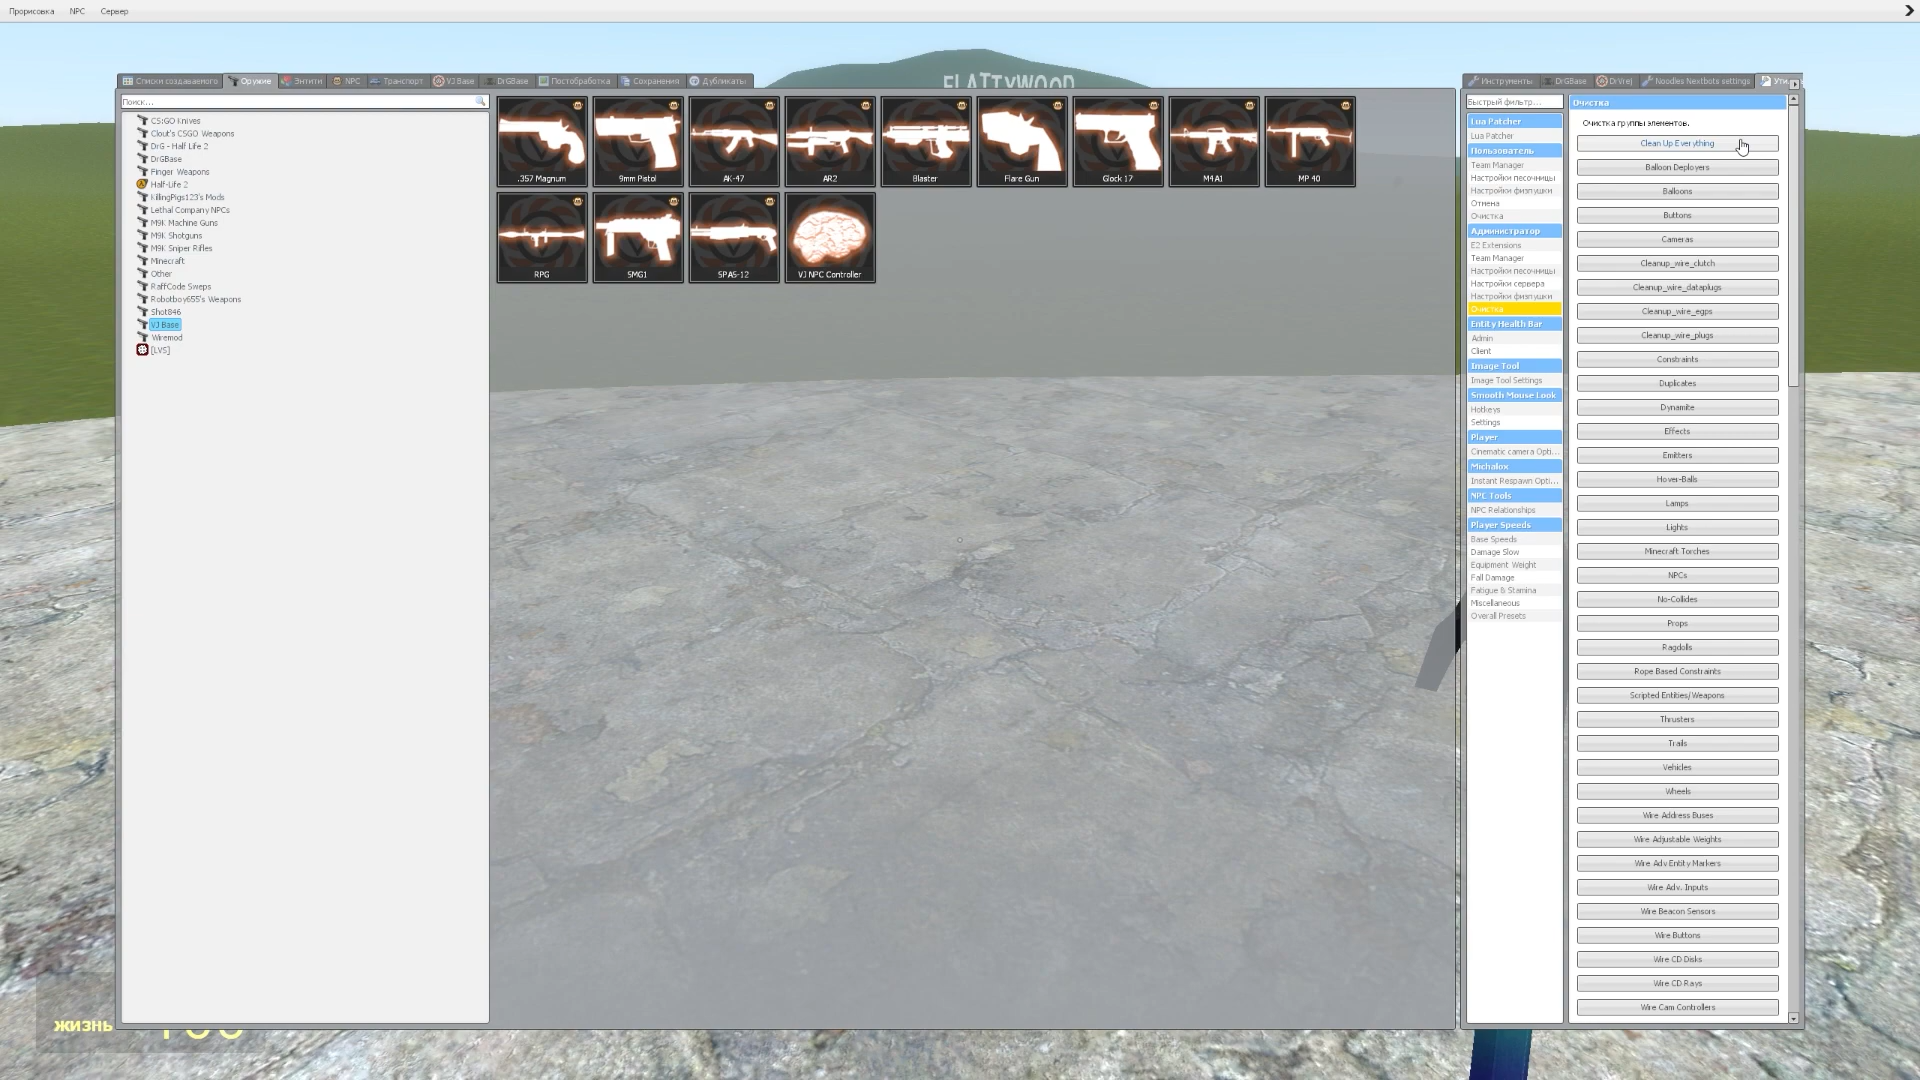 Прорисовка NPC Сервер
FLATTYWOOD
Списки создаваемого Оружие Энтити NPC Транспорт VJ Base DrGBase Постобработка Сохранения Дубликаты
Поиск...
CS:GO Knives
Clout's CSGO Weapons
DrG - Half Life 2
DrGBase
Finger Weapons
Half-Life 2
KillingPigs123's Mods
Lethal Company NPCs
M9K Machine Guns
M9K Shotguns
M9K Sniper Rifles
Minecraft
Other
RaffCode Sweps
Robotboy655's Weapons
Shot846
VJ Base
Wiremod
[LVS]
.357 Magnum 9mm Pistol AK-47 AR2 Blaster Flare Gun Glock 17 M4A1 MP 40
RPG SMG1 SPAS-12 VJ NPC Controller
Инструменты DrGBase DrVrej Noodles Nextbots settings Ути
Быстрый фильтр...
Lua Patcher
Lua Patcher
Пользователь
Team Manager
Настройки песочницы
Настройки физпушки
Отмена
Очистка
Администратор
E2 Extensions
Team Manager
Настройки песочницы
Настройки сервера
Настройки физпушки
Очистка
Entity Health Bar
Admin
Client
Image Tool
Image Tool Settings
Smooth Mouse Look
Hotkeys
Settings
Player
Cinematic camera Opti...
Michalox
Instant Respawn Opti...
NPC Tools
NPC Relationships
Player Speeds
Base Speeds
Damage Slow
Equipment Weight
Fall Damage
Fatigue & Stamina
Miscellaneous
Overall Presets
Очистка
Очистка группы элементов.
Clean Up Everything
Balloon Deployers
Balloons
Buttons
Cameras
Cleanup_wire_clutch
Cleanup_wire_dataplugs
Cleanup_wire_egps
Cleanup_wire_plugs
Constraints
Duplicates
Dynamite
Effects
Emitters
Hover-Balls
Lamps
Lights
Minecraft Torches
NPCs
No-Collides
Props
Ragdolls
Rope Based Constraints
Scripted Entities/Weapons
Thrusters
Trails
Vehicles
Wheels
Wire Address Buses
Wire Adjustable Weights
Wire Adv Entity Markers
Wire Adv. Inputs
Wire Beacon Sensors
Wire Buttons
Wire CD Disks
Wire CD Rays
Wire Cam Controllers
жизнь